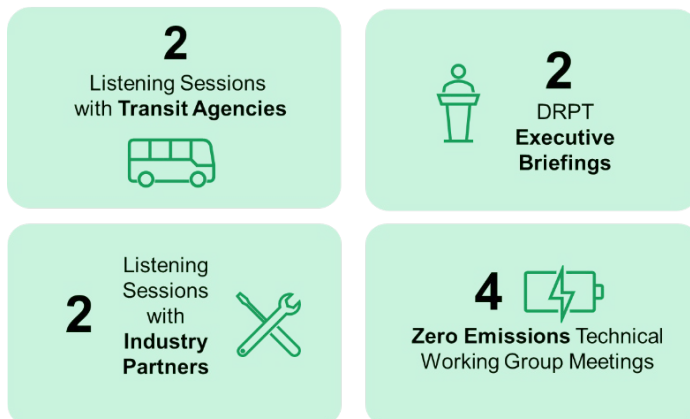 2
Listening Sessions
with Transit Agencies
2
DRPT
Executive
Briefings
2
Listening
Sessions
with
Industry
Partners
4
Zero Emissions Technical
Working Group Meetings